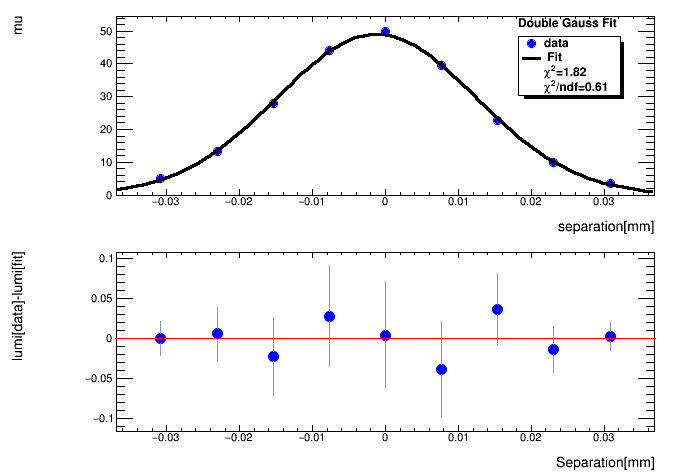 mu
Double Gauss Fit
data
Fit
χ²=1.82
χ²/ndf=0.61
50
40
30
20
10
0
−0.03 −0.02 −0.01 0 0.01 0.02 0.03
separation[mm]
lumi[data]-lumi[fit]
0.1
0.05
0
−0.05
−0.1
−0.03 −0.02 −0.01 0 0.01 0.02 0.03
Separation[mm]